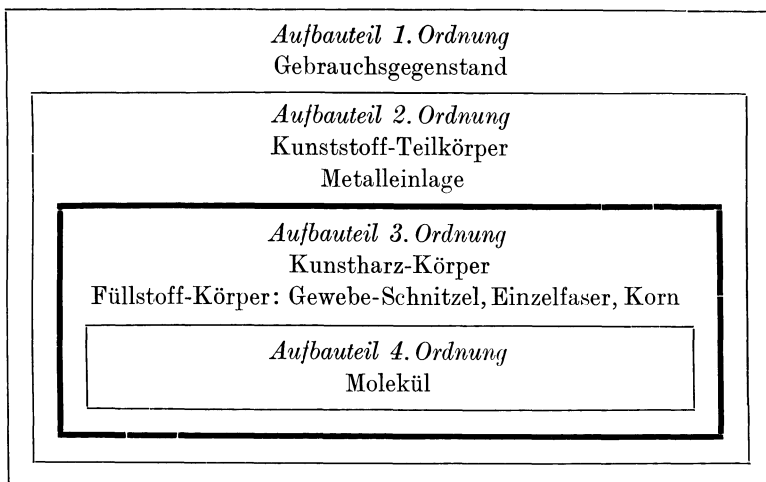 Aufbauteil 1. Ordnung
Gebrauchsgegenstand
Aufbauteil 2. Ordnung
Kunststoff-Teilkörper
Metalleinlage
Aufbauteil 3. Ordnung
Kunstharz-Körper
Füllstoff-Körper: Gewebe-Schnitzel, Einzelfaser, Korn
Aufbauteil 4. Ordnung
Molekül